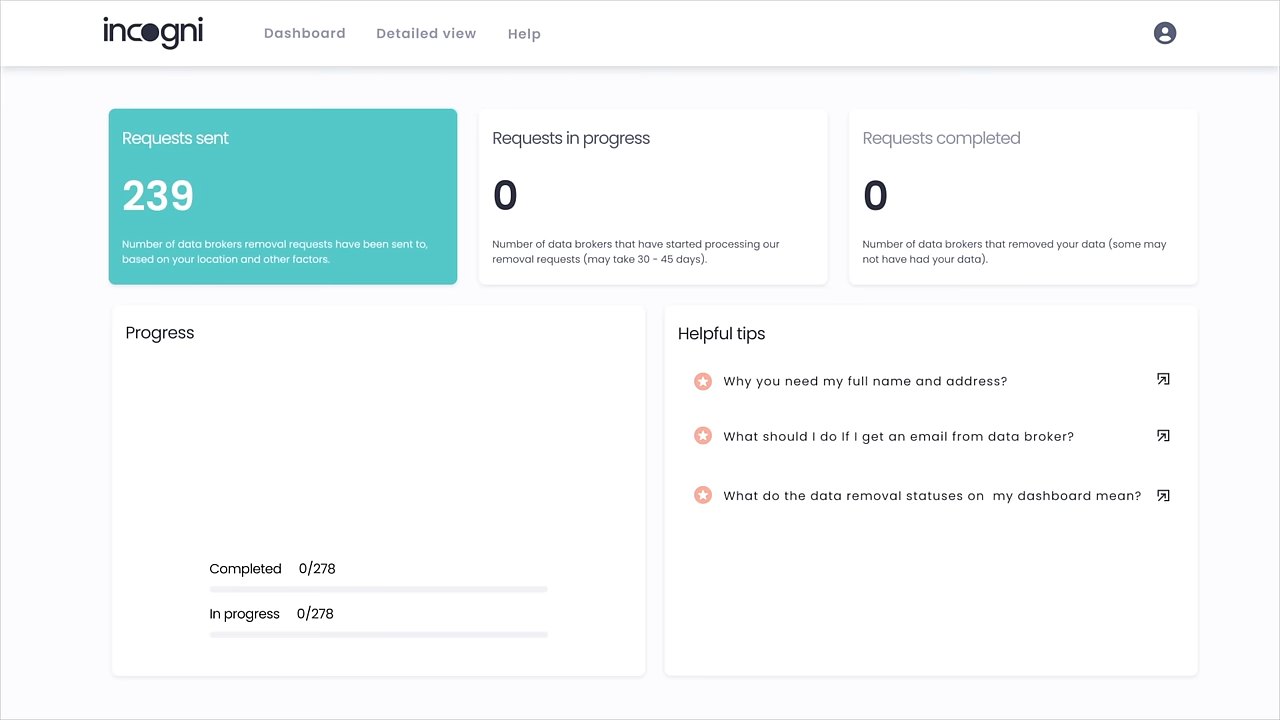 incogni
Dashboard
Detailed view
Help
Requests sent
239
Number of data brokers removal requests have been sent to,
based on your location and other factors.
Requests in progress
0
Number of data brokers that have started processing our
removal requests (may take 30 - 45 days).
Requests completed
0
Number of data brokers that removed your data (some may
not have had your data).
Progress
Completed 0/278
In progress 0/278
Helpful tips
Why you need my full name and address?
What should I do If I get an email from data broker?
What do the data removal statuses on my dashboard mean?